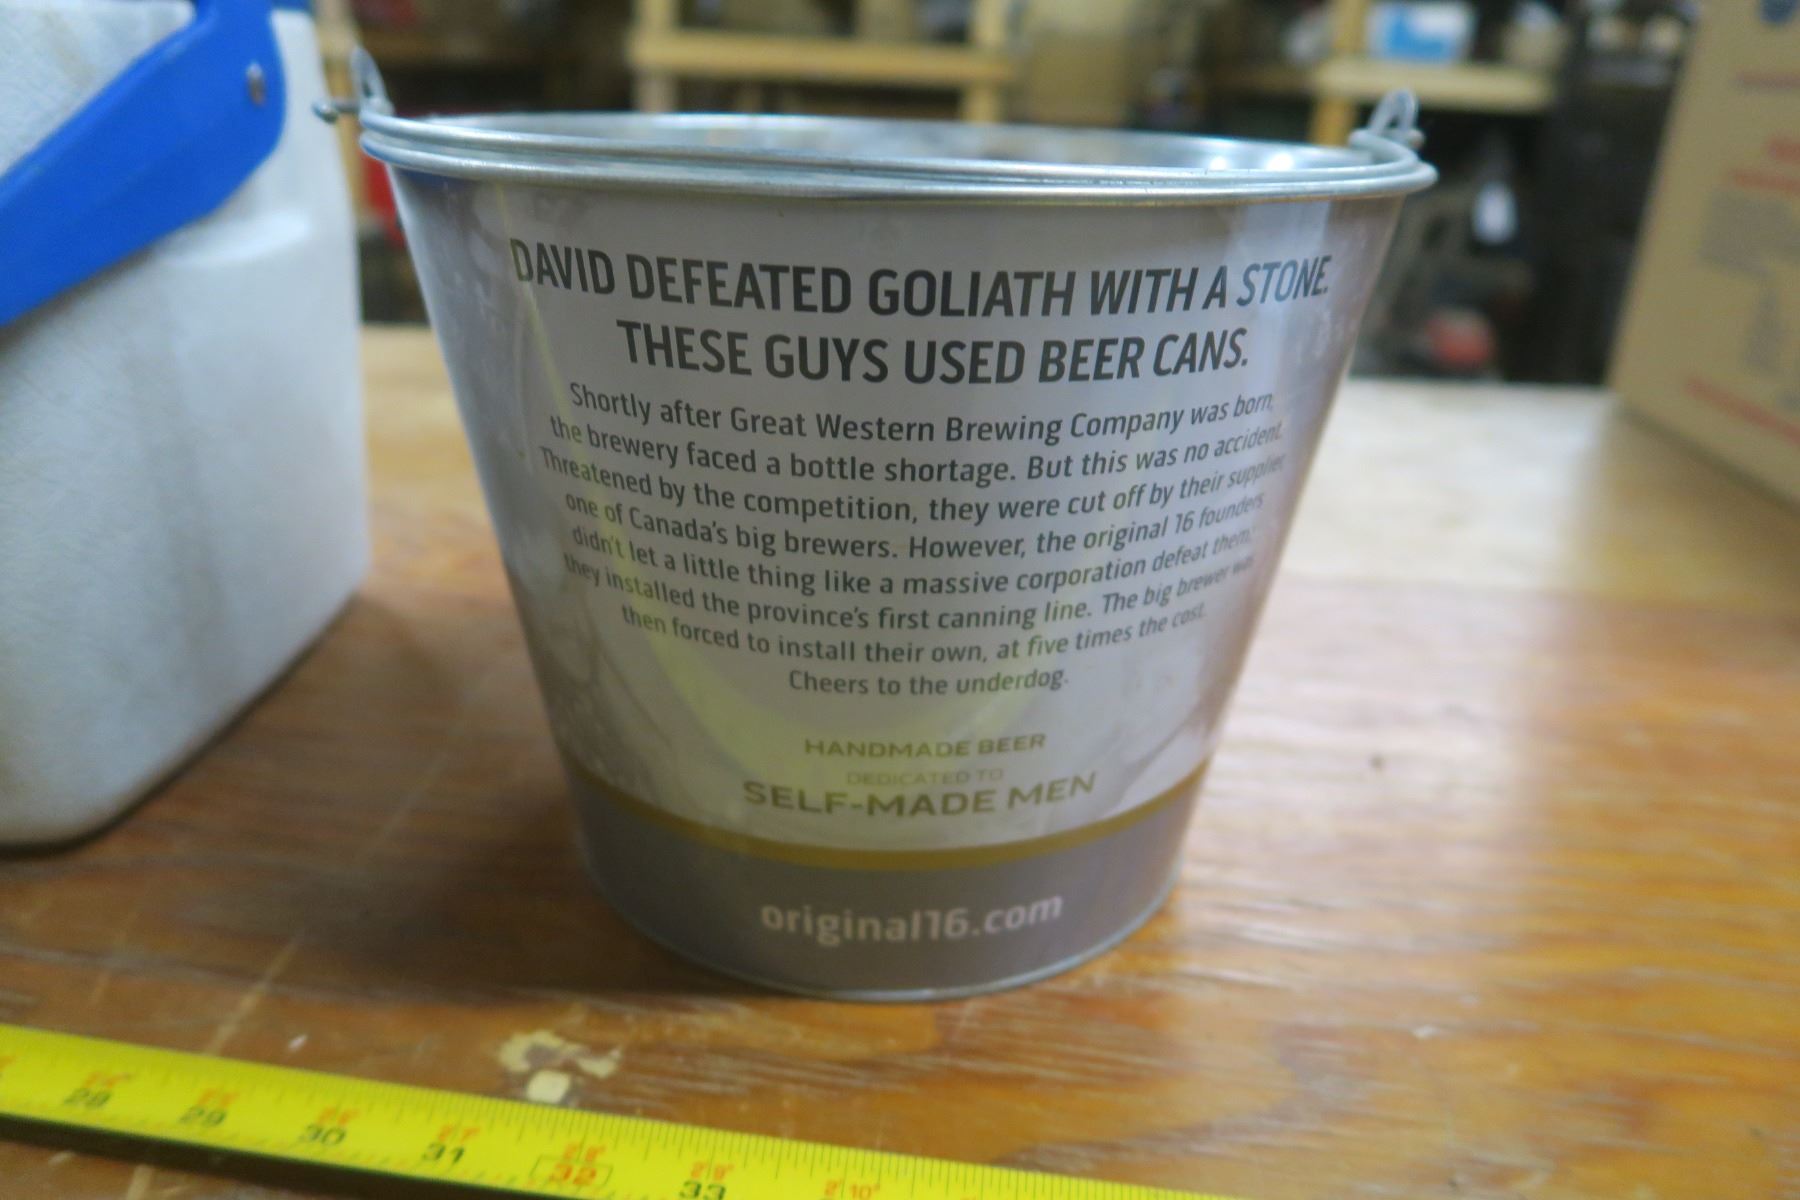 DAVID DEFEATED GOLIATH WITH A STONE.
THESE GUYS USED BEER CANS.
Shortly after Great Western Brewing Company was born,
the brewery faced a bottle shortage. But this was no accident.
Threatened by the competition, they were cut off by their supplier,
one of Canada's big brewers. However, the original 16 founders
didn't let a little thing like a massive corporation defeat them;
they installed the province's first canning line. The big brewer was
then forced to install their own, at five times the cost.
Cheers to the underdog.
HANDMADE BEER
DEDICATED TO
SELF-MADE MEN
original16.com
28 29 30 31 32 33